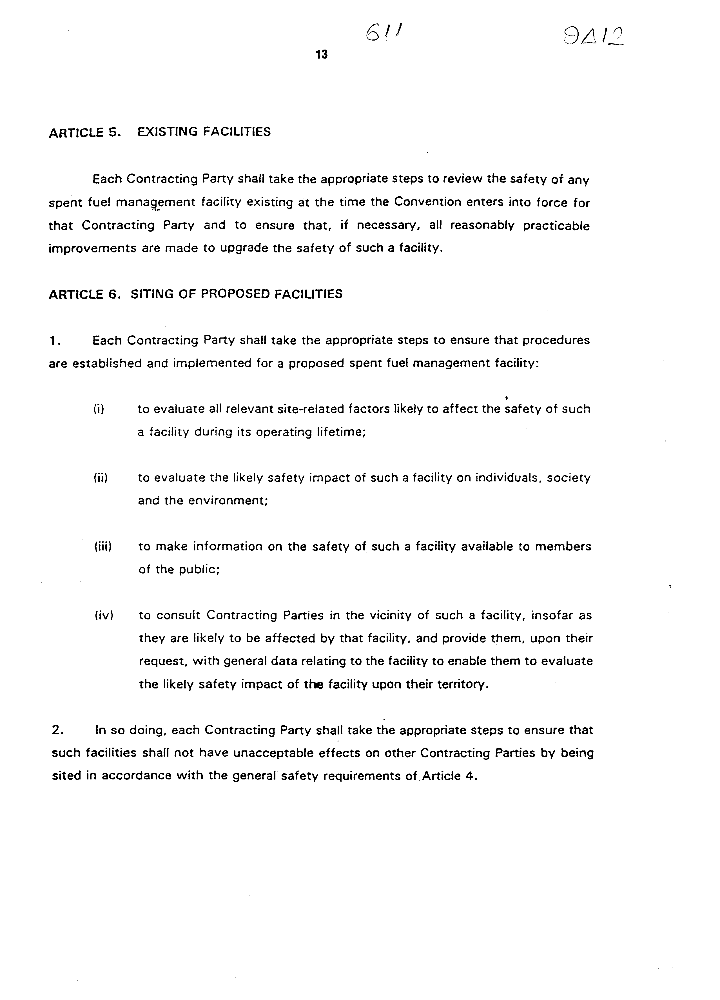 611
9Δ12
13
ARTICLE 5. EXISTING FACILITIES
Each Contracting Party shall take the appropriate steps to review the safety of any
spent fuel management facility existing at the time the Convention enters into force for
that Contracting Party and to ensure that, if necessary, all reasonably practicable
improvements are made to upgrade the safety of such a facility.
ARTICLE 6. SITING OF PROPOSED FACILITIES
1. Each Contracting Party shall take the appropriate steps to ensure that procedures
are established and implemented for a proposed spent fuel management facility:
(i) to evaluate all relevant site-related factors likely to affect the safety of such
a facility during its operating lifetime;
(ii) to evaluate the likely safety impact of such a facility on individuals, society
and the environment;
(iii) to make information on the safety of such a facility available to members
of the public;
(iv) to consult Contracting Parties in the vicinity of such a facility, insofar as
they are likely to be affected by that facility, and provide them, upon their
request, with general data relating to the facility to enable them to evaluate
the likely safety impact of the facility upon their territory.
2. In so doing, each Contracting Party shall take the appropriate steps to ensure that
such facilities shall not have unacceptable effects on other Contracting Parties by being
sited in accordance with the general safety requirements of Article 4.